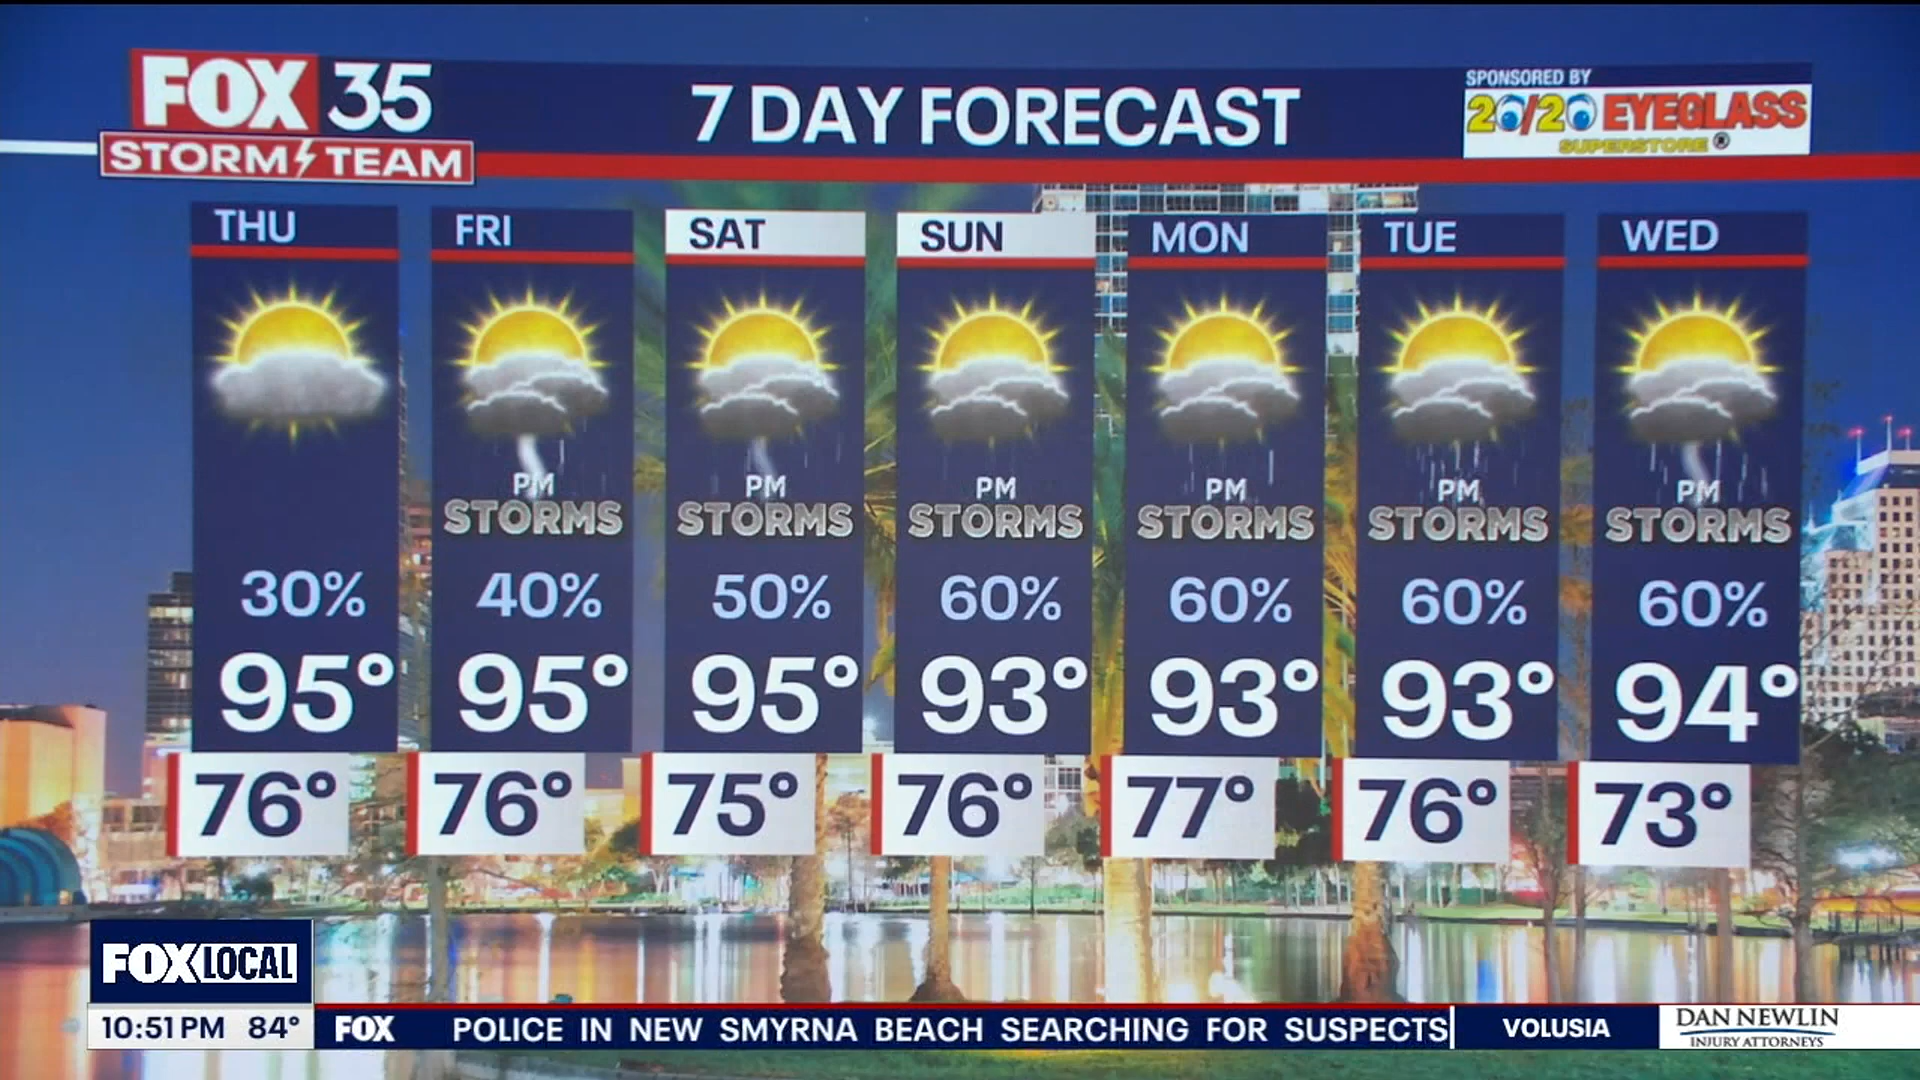 FOX 35
STORM TEAM
7 DAY FORECAST
SPONSORED BY
20/20 EYEGLASS
SUPERSTORE ®
THU FRI SAT SUN MON TUE WED
PM PM PM PM PM PM
STORMS STORMS STORMS STORMS STORMS STORMS
30% 40% 50% 60% 60% 60% 60%
95° 95° 95° 93° 93° 93° 94°
76° 76° 75° 76° 77° 76° 73°
FOX LOCAL
10:51 PM 84° FOX POLICE IN NEW SMYRNA BEACH SEARCHING FOR SUSPECTS VOLUSIA DAN NEWLIN
INJURY ATTORNEYS